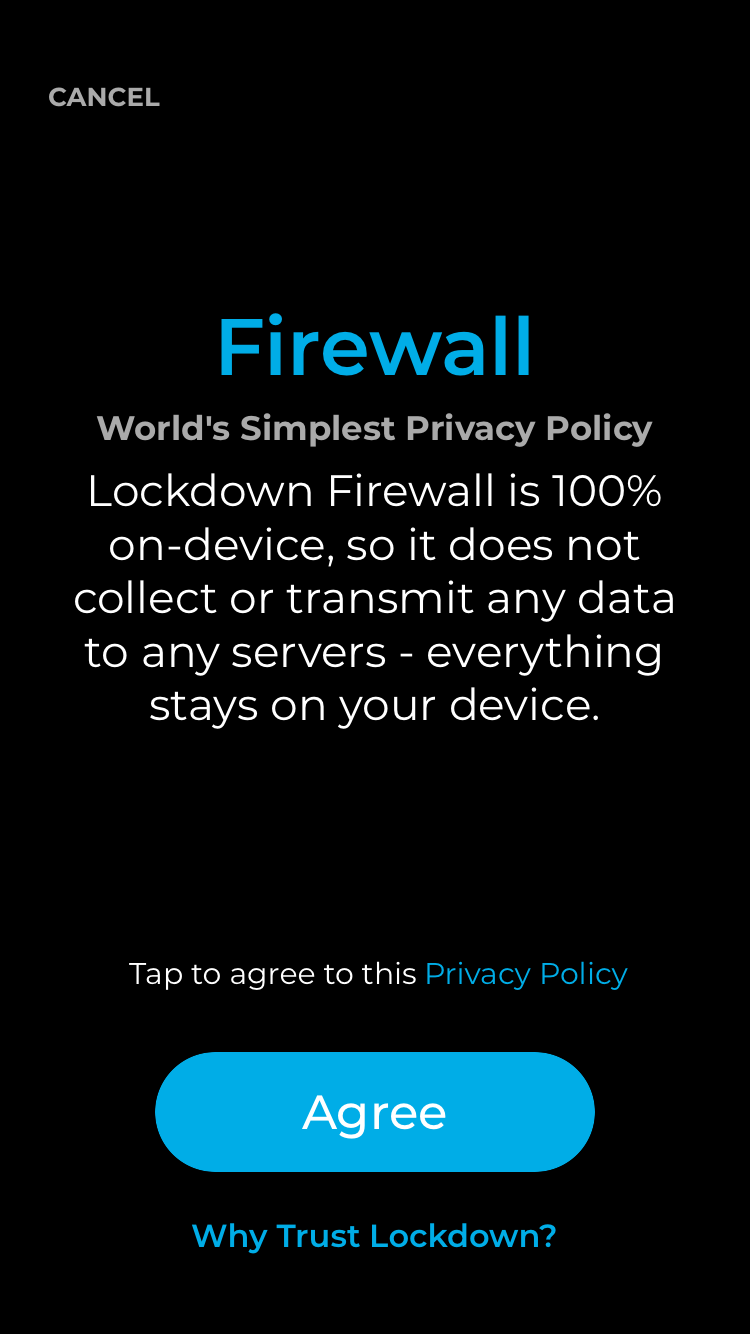 CANCEL
Firewall
World's Simplest Privacy Policy
Lockdown Firewall is 100%
on-device, so it does not
collect or transmit any data
to any servers - everything
stays on your device.
Tap to agree to this Privacy Policy
Agree
Why Trust Lockdown?